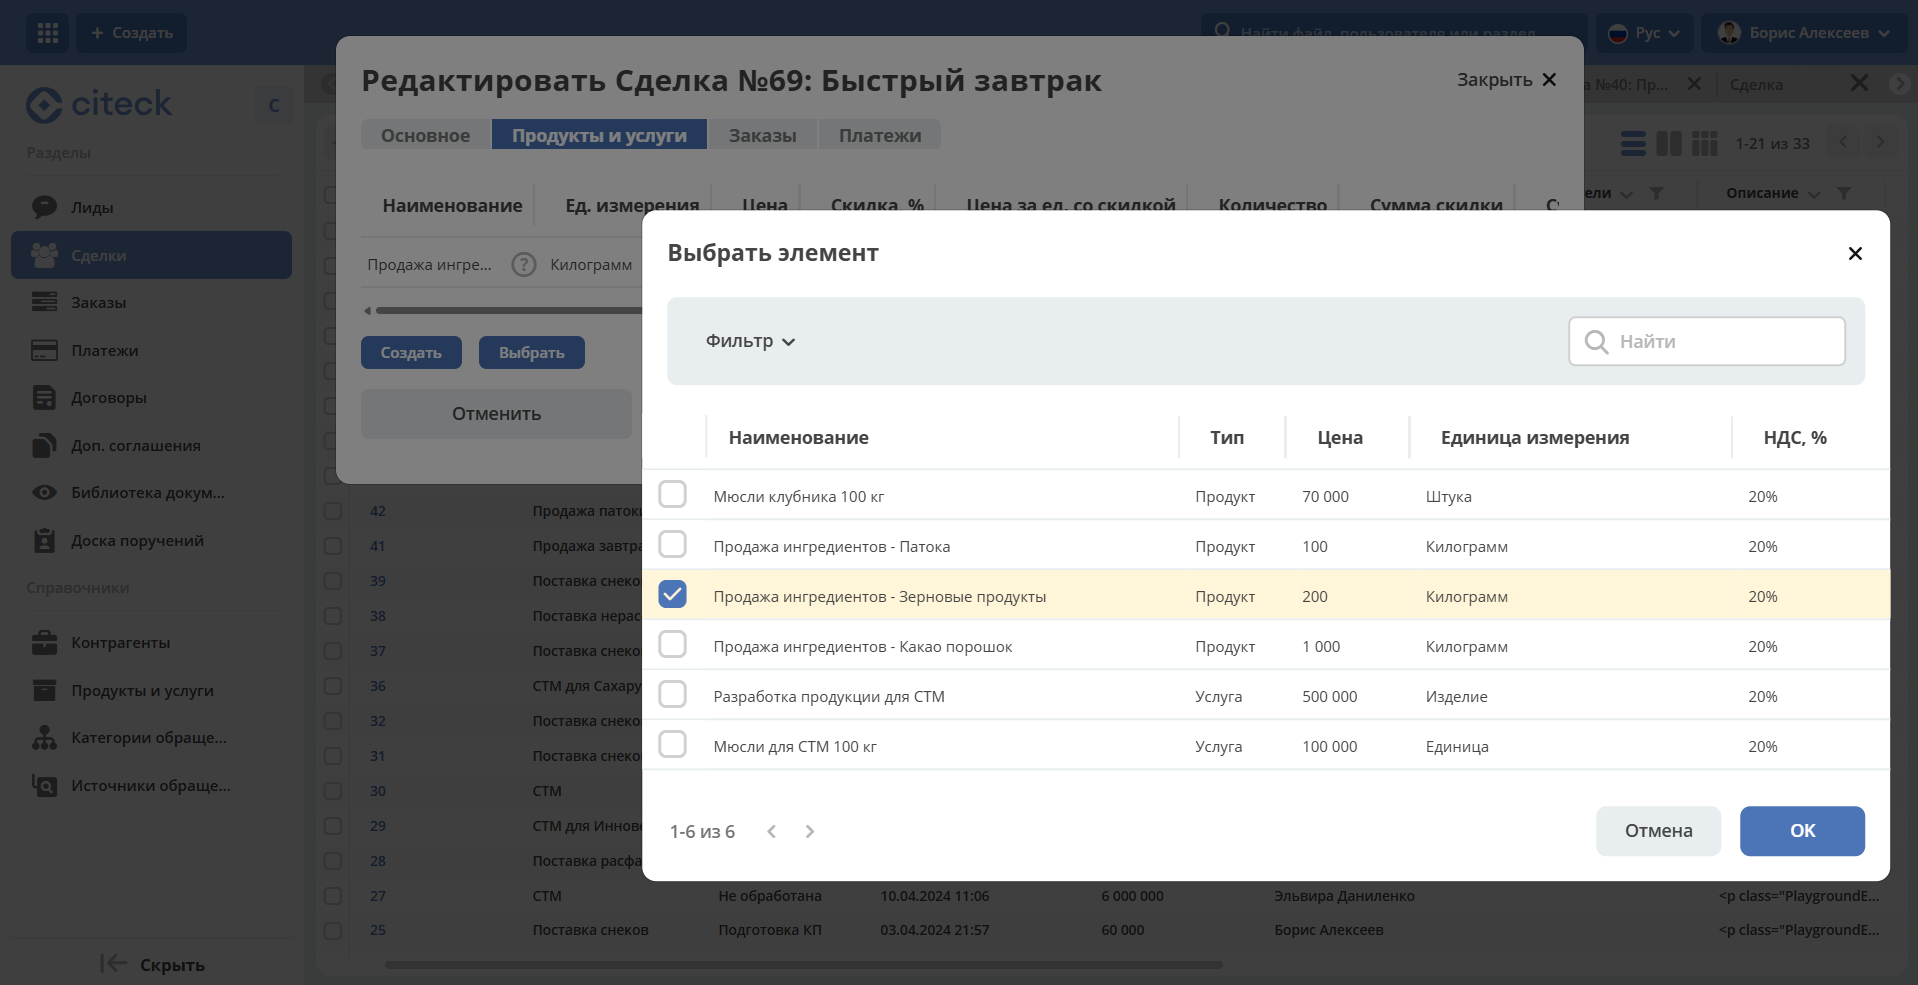 + Создать
Найти файл, пользователя или раздел
Рус
Борис Алексеев
citeck
С
Разделы
Лиды
Сделки
Заказы
Платежи
Договоры
Доп. соглашения
Библиотека докум...
Доска поручений
Справочники
Контрагенты
Продукты и услуги
Категории обраще...
Источники обраще...
Скрыть
Редактировать Сделка №69: Быстрый завтрак
Закрыть
Основное
Продукты и услуги
Заказы
Платежи
Наименование
Ед. измерения
Цена
Скидка, %
Цена за ед. со скидкой
Количество
Сумма скидки
Продажа ингре...
?
Килограмм
Создать
Выбрать
Отменить
№40: Пр...
Сделка
1-21 из 33
Описание
Выбрать элемент
Фильтр
Найти
Наименование Тип Цена Единица измерения НДС, %
Мюсли клубника 100 кг Продукт 70 000 Штука 20%
Продажа ингредиентов - Патока Продукт 100 Килограмм 20%
Продажа ингредиентов - Зерновые продукты Продукт 200 Килограмм 20%
Продажа ингредиентов - Какао порошок Продукт 1 000 Килограмм 20%
Разработка продукции для СТМ Услуга 500 000 Изделие 20%
Мюсли для СТМ 100 кг Услуга 100 000 Единица 20%
1-6 из 6
Отмена
OK
42 Продажа
41 Продажа
39 Поставка
38 Поставка
37 Поставка
36 СТМ для
32 Поставка
31 Поставка
30 СТМ
29 СТМ для
28 Поставка
27 СТМ Не обработана 10.04.2024 11:06 6 000 000 Эльвира Даниленко <p class="PlaygroundE...
25 Поставка снеков Подготовка КП 03.04.2024 21:57 60 000 Борис Алексеев <p class="PlaygroundE...